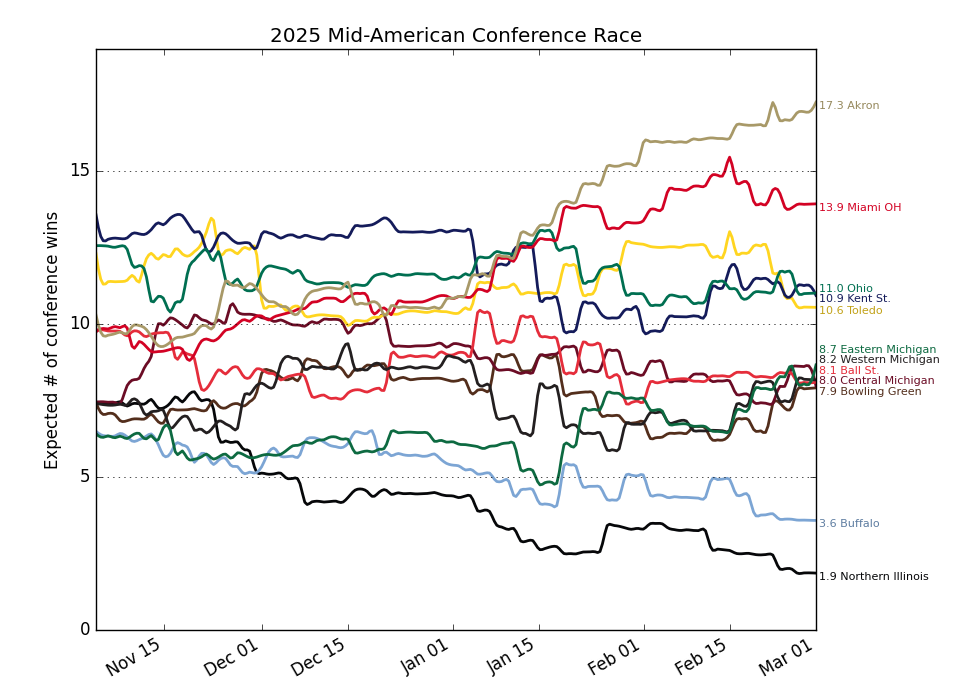 2025 Mid-American Conference Race
Expected # of conference wins
15
10
5
0
17.3 Akron
13.9 Miami OH
11.0 Ohio
10.9 Kent St.
10.6 Toledo
8.7 Eastern Michigan
8.2 Western Michigan
8.1 Ball St.
8.0 Central Michigan
7.9 Bowling Green
3.6 Buffalo
1.9 Northern Illinois
Nov 15
Dec 01
Dec 15
Jan 01
Jan 15
Feb 01
Feb 15
Mar 01